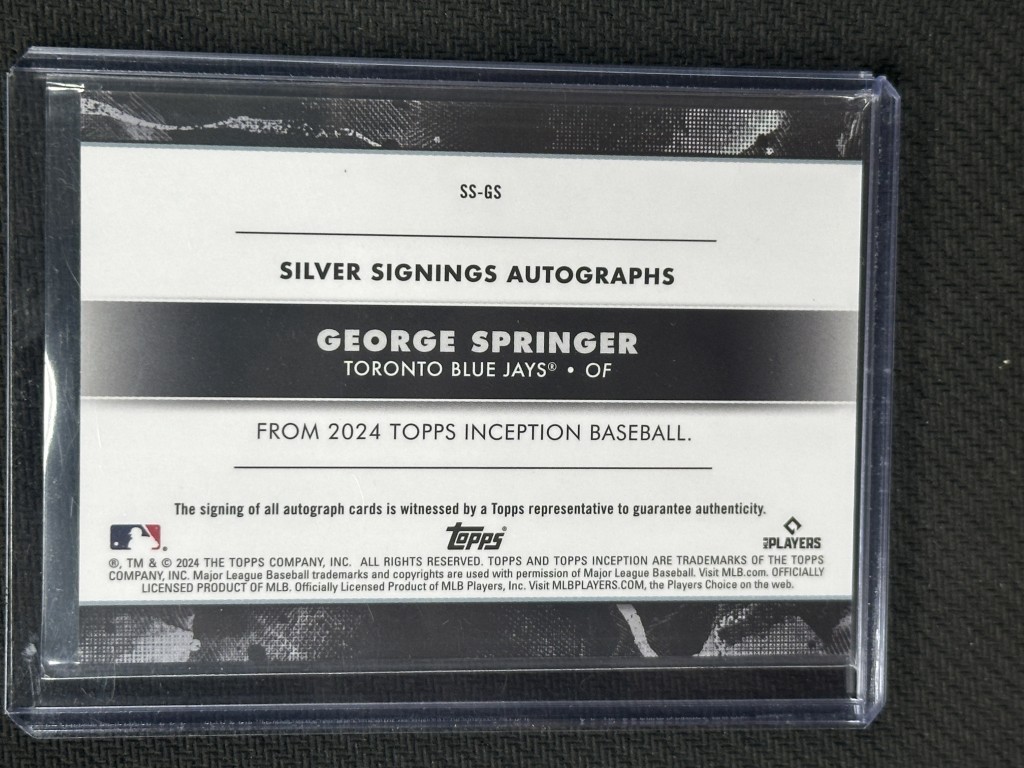 SS-GS
SILVER SIGNINGS AUTOGRAPHS
GEORGE SPRINGER
TORONTO BLUE JAYS® • OF
FROM 2024 TOPPS INCEPTION BASEBALL.
The signing of all autograph cards is witnessed by a Topps representative to guarantee authenticity.
topps®
MLB PLAYERS
®, TM & © 2024 THE TOPPS COMPANY, INC. ALL RIGHTS RESERVED. TOPPS AND TOPPS INCEPTION ARE TRADEMARKS OF THE TOPPS
COMPANY, INC. Major League Baseball trademarks and copyrights are used with permission of Major League Baseball. Visit MLB.com. OFFICIALLY
LICENSED PRODUCT OF MLB. Officially Licensed Product of MLB Players, Inc. Visit MLBPLAYERS.COM, the Players Choice on the web.